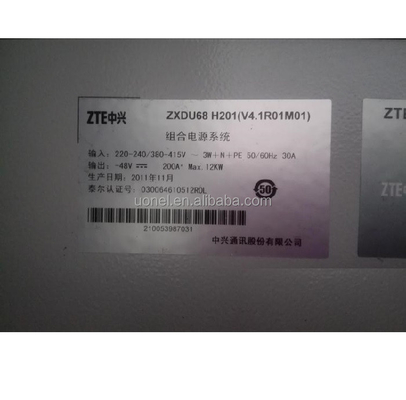 ZTE中兴 ZXDU68 H201(V4.1R01M01)
组合电源系统
输入: 220-240/380-415V ~ 3W+N+PE 50/60Hz 30A
输出: -48V 200A Max.12KW
生产日期: 2011年11月
泰尔认证号:
50
uonel.en.alibaba.com
210053987031
中兴通讯股份有限公司
ZTE
ZTE